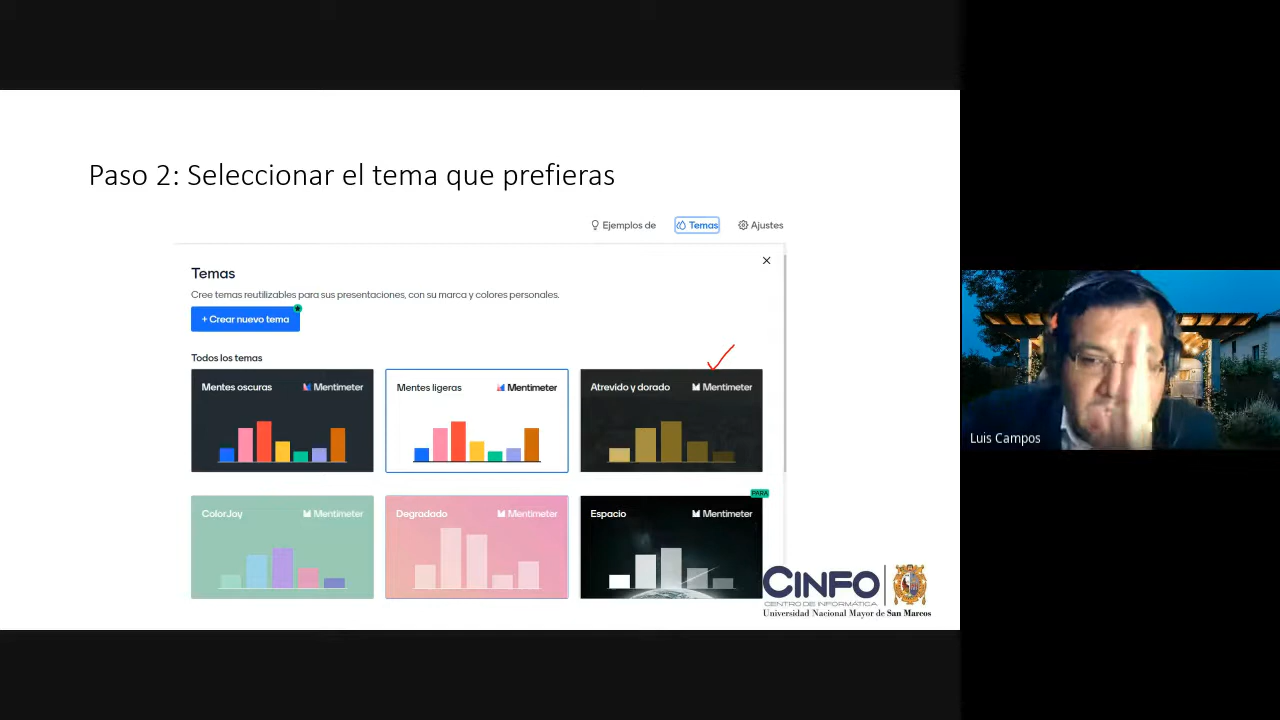 Paso 2: Seleccionar el tema que prefieras
Ejemplos de Temas Ajustes
Temas
Cree temas reutilizables para sus presentaciones, con su marca y colores personales.
+ Crear nuevo tema
Todos los temas
Mentes oscuras Mentimeter
Mentes ligeras Mentimeter
Atrevido y dorado Mentimeter
PARA
ColorJoy Mentimeter
Degradado Mentimeter
Espacio Mentimeter
CINFO
CENTRO DE INFORMÁTICA
Universidad Nacional Mayor de San Marcos
Luis Campos